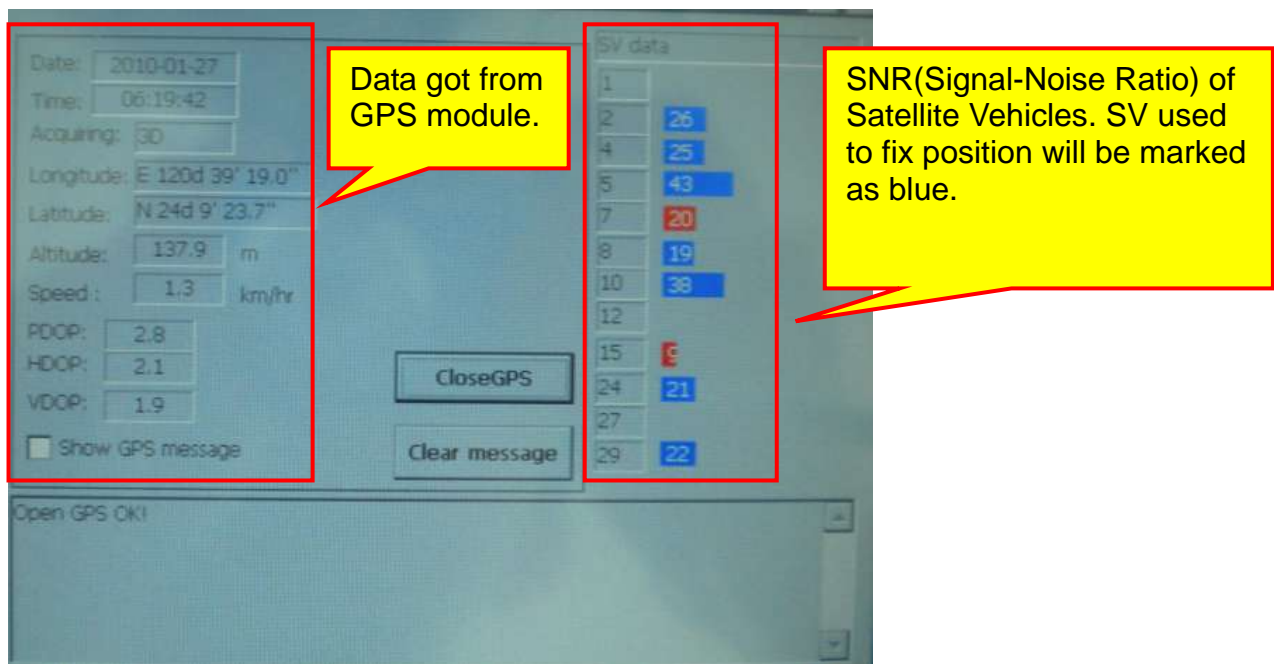 Date: 2010-01-27
Time: 06:19:42
Acquiring: 3D
Longitude: E 120d 39' 19.0"
Latitude: N 24d 9' 23.7"
Altitude: 137.9 m
Speed : 1.3 km/hr
PDOP: 2.8
HDOP: 2.1
VDOP: 1.9
Show GPS message
CloseGPS
Clear message
Data got from
GPS module.
SV data
1
2 26
4 25
5 43
7 20
8 19
10 38
12
15 9
24 21
27
29 22
SNR(Signal-Noise Ratio) of
Satellite Vehicles. SV used
to fix position will be marked
as blue.
Open GPS OK!